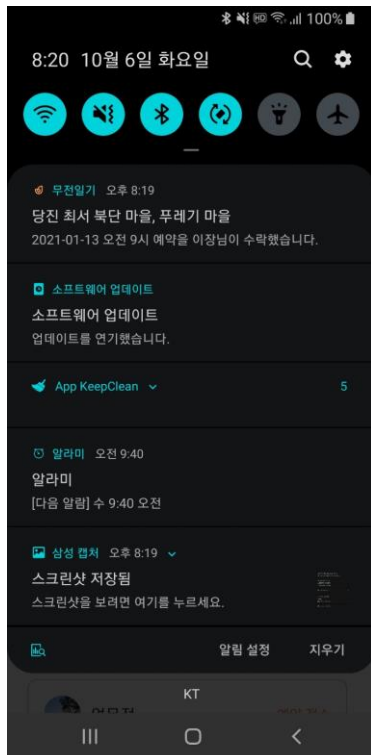 100%
8:20 10월 6일 화요일
무전일기 오후 8:19
당진 최서 북단 마을, 푸레기 마을
2021-01-13 오전 9시 예약을 이장님이 수락했습니다.
소프트웨어 업데이트
소프트웨어 업데이트
업데이트를 연기했습니다.
App KeepClean 5
알라미 오전 9:40
알라미
[다음 알람] 수 9:40 오전
삼성 캡처 오후 8:19
스크린샷 저장됨
스크린샷을 보려면 여기를 누르세요.
알림 설정 지우기
KT